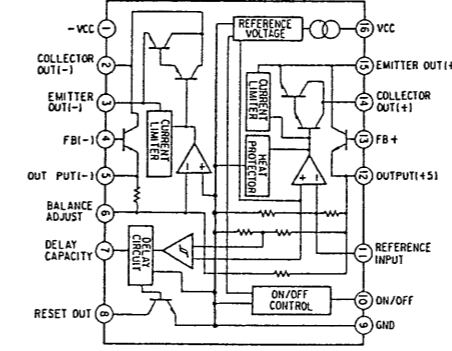 -VCC
1
COLLECTOR
OUT(-)
2
EMITTER
OUT(-)
3
FB(-)
4
OUT PUT(-)
5
BALANCE
ADJUST
6
DELAY
CAPACITY
7
RESET OUT
8
REFERENCE
VOLTAGE
CURRENT
LIMITER
CURRENT
LIMITER
HEAT
PROTECTOR
DELAY
CIRCUIT
ON/OFF
CONTROL
16
VCC
15
EMITTER OUT(+
14
COLLECTOR
OUT(+)
13
FB+
12
OUTPUT(+5)
11
REFERENCE
INPUT
10
ON/OFF
9
GND